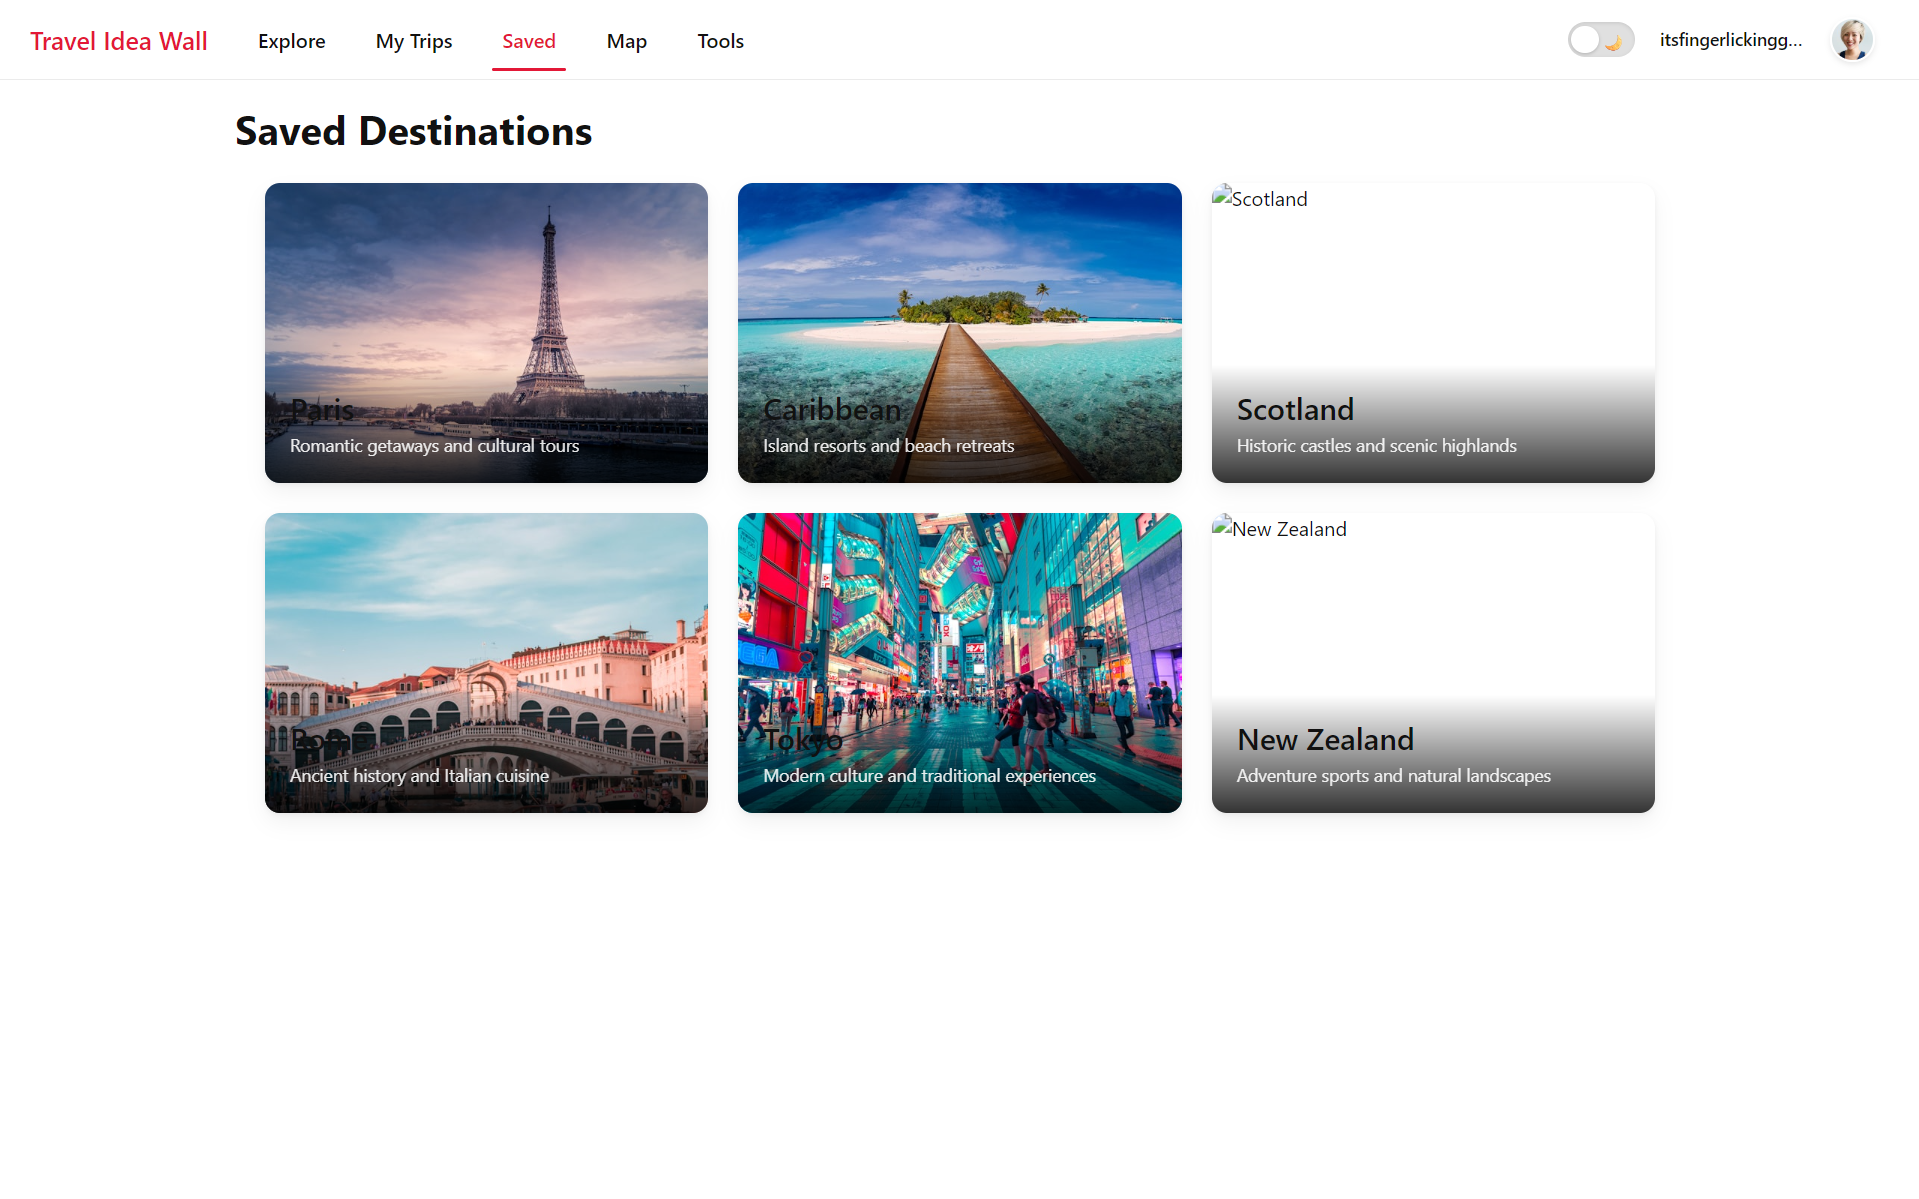 Travel Idea Wall
Explore
My Trips
Saved
Map
Tools
itsfingerlickingg...
Saved Destinations
Paris
Romantic getaways and cultural tours
Caribbean
Island resorts and beach retreats
Scotland
Scotland
Historic castles and scenic highlands
Rome
Ancient history and Italian cuisine
SEGA
Tokyo
Modern culture and traditional experiences
New Zealand
New Zealand
Adventure sports and natural landscapes